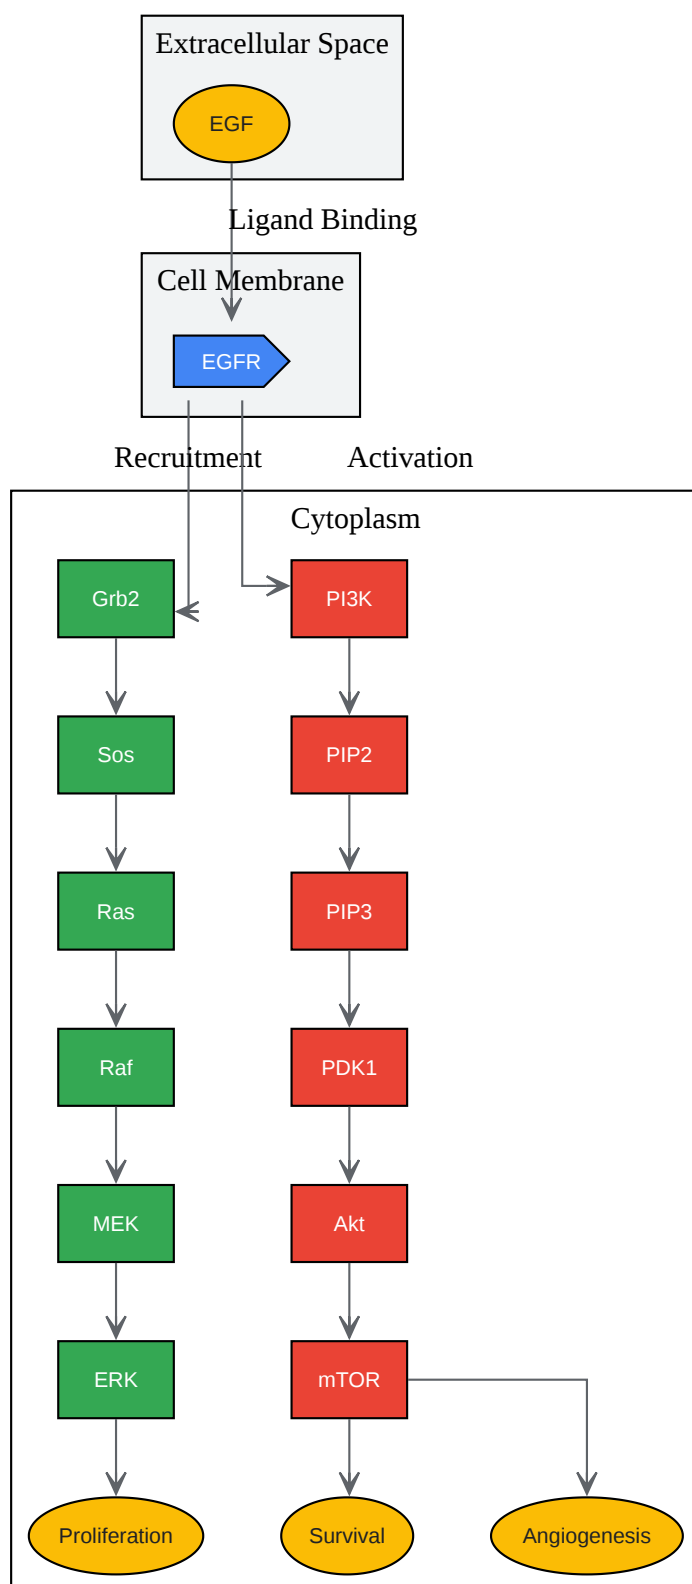 Extracellular Space
EGF
Ligand Binding
Cell Membrane
EGFR
Recruitment
Activation
Cytoplasm
Grb2
PI3K
Sos
PIP2
Ras
PIP3
Raf
PDK1
MEK
Akt
ERK
mTOR
Proliferation
Survival
Angiogenesis